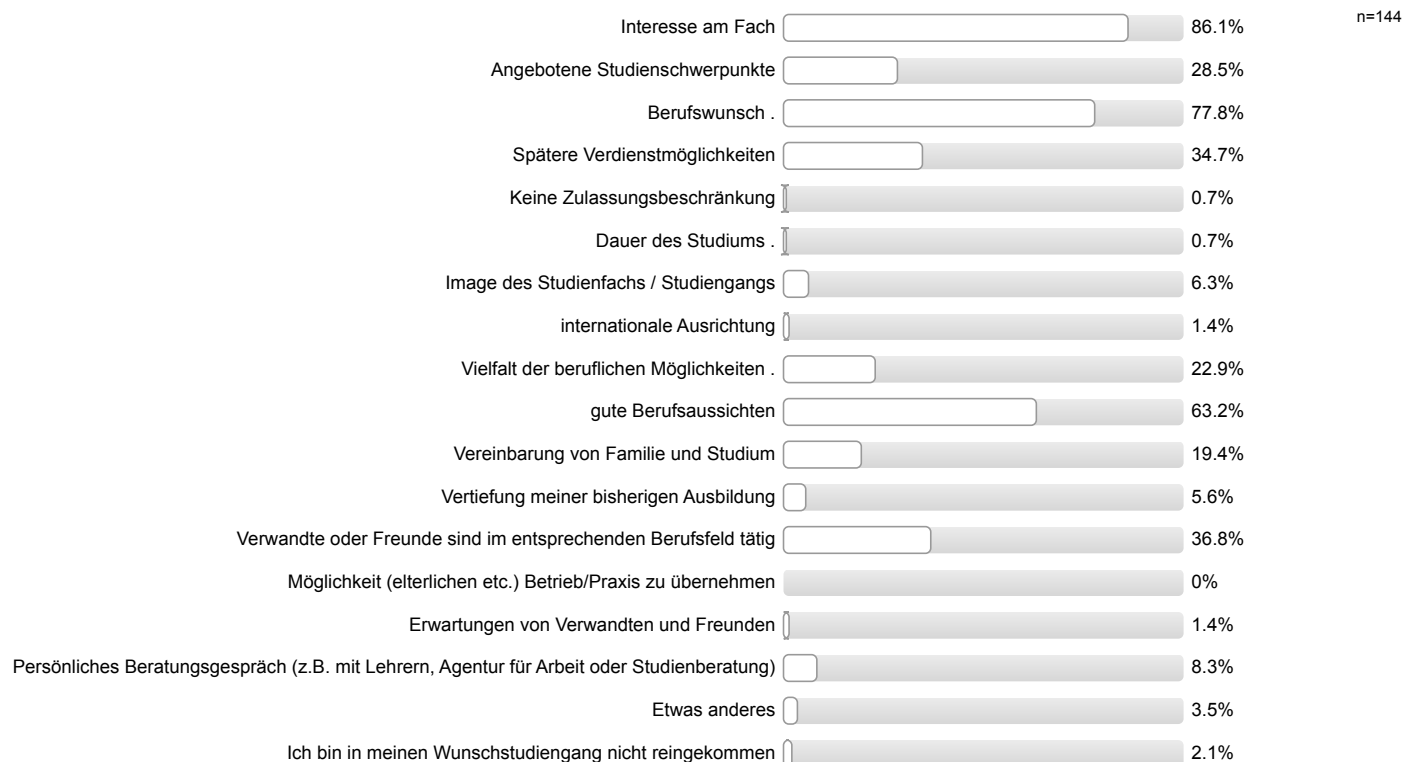 n=144
Interesse am Fach 86.1%
Angebotene Studienschwerpunkte 28.5%
Berufswunsch . 77.8%
Spätere Verdienstmöglichkeiten 34.7%
Keine Zulassungsbeschränkung 0.7%
Dauer des Studiums . 0.7%
Image des Studienfachs / Studiengangs 6.3%
internationale Ausrichtung 1.4%
Vielfalt der beruflichen Möglichkeiten . 22.9%
gute Berufsaussichten 63.2%
Vereinbarung von Familie und Studium 19.4%
Vertiefung meiner bisherigen Ausbildung 5.6%
Verwandte oder Freunde sind im entsprechenden Berufsfeld tätig 36.8%
Möglichkeit (elterlichen etc.) Betrieb/Praxis zu übernehmen 0%
Erwartungen von Verwandten und Freunden 1.4%
Persönliches Beratungsgespräch (z.B. mit Lehrern, Agentur für Arbeit oder Studienberatung) 8.3%
Etwas anderes 3.5%
Ich bin in meinen Wunschstudiengang nicht reingekommen 2.1%